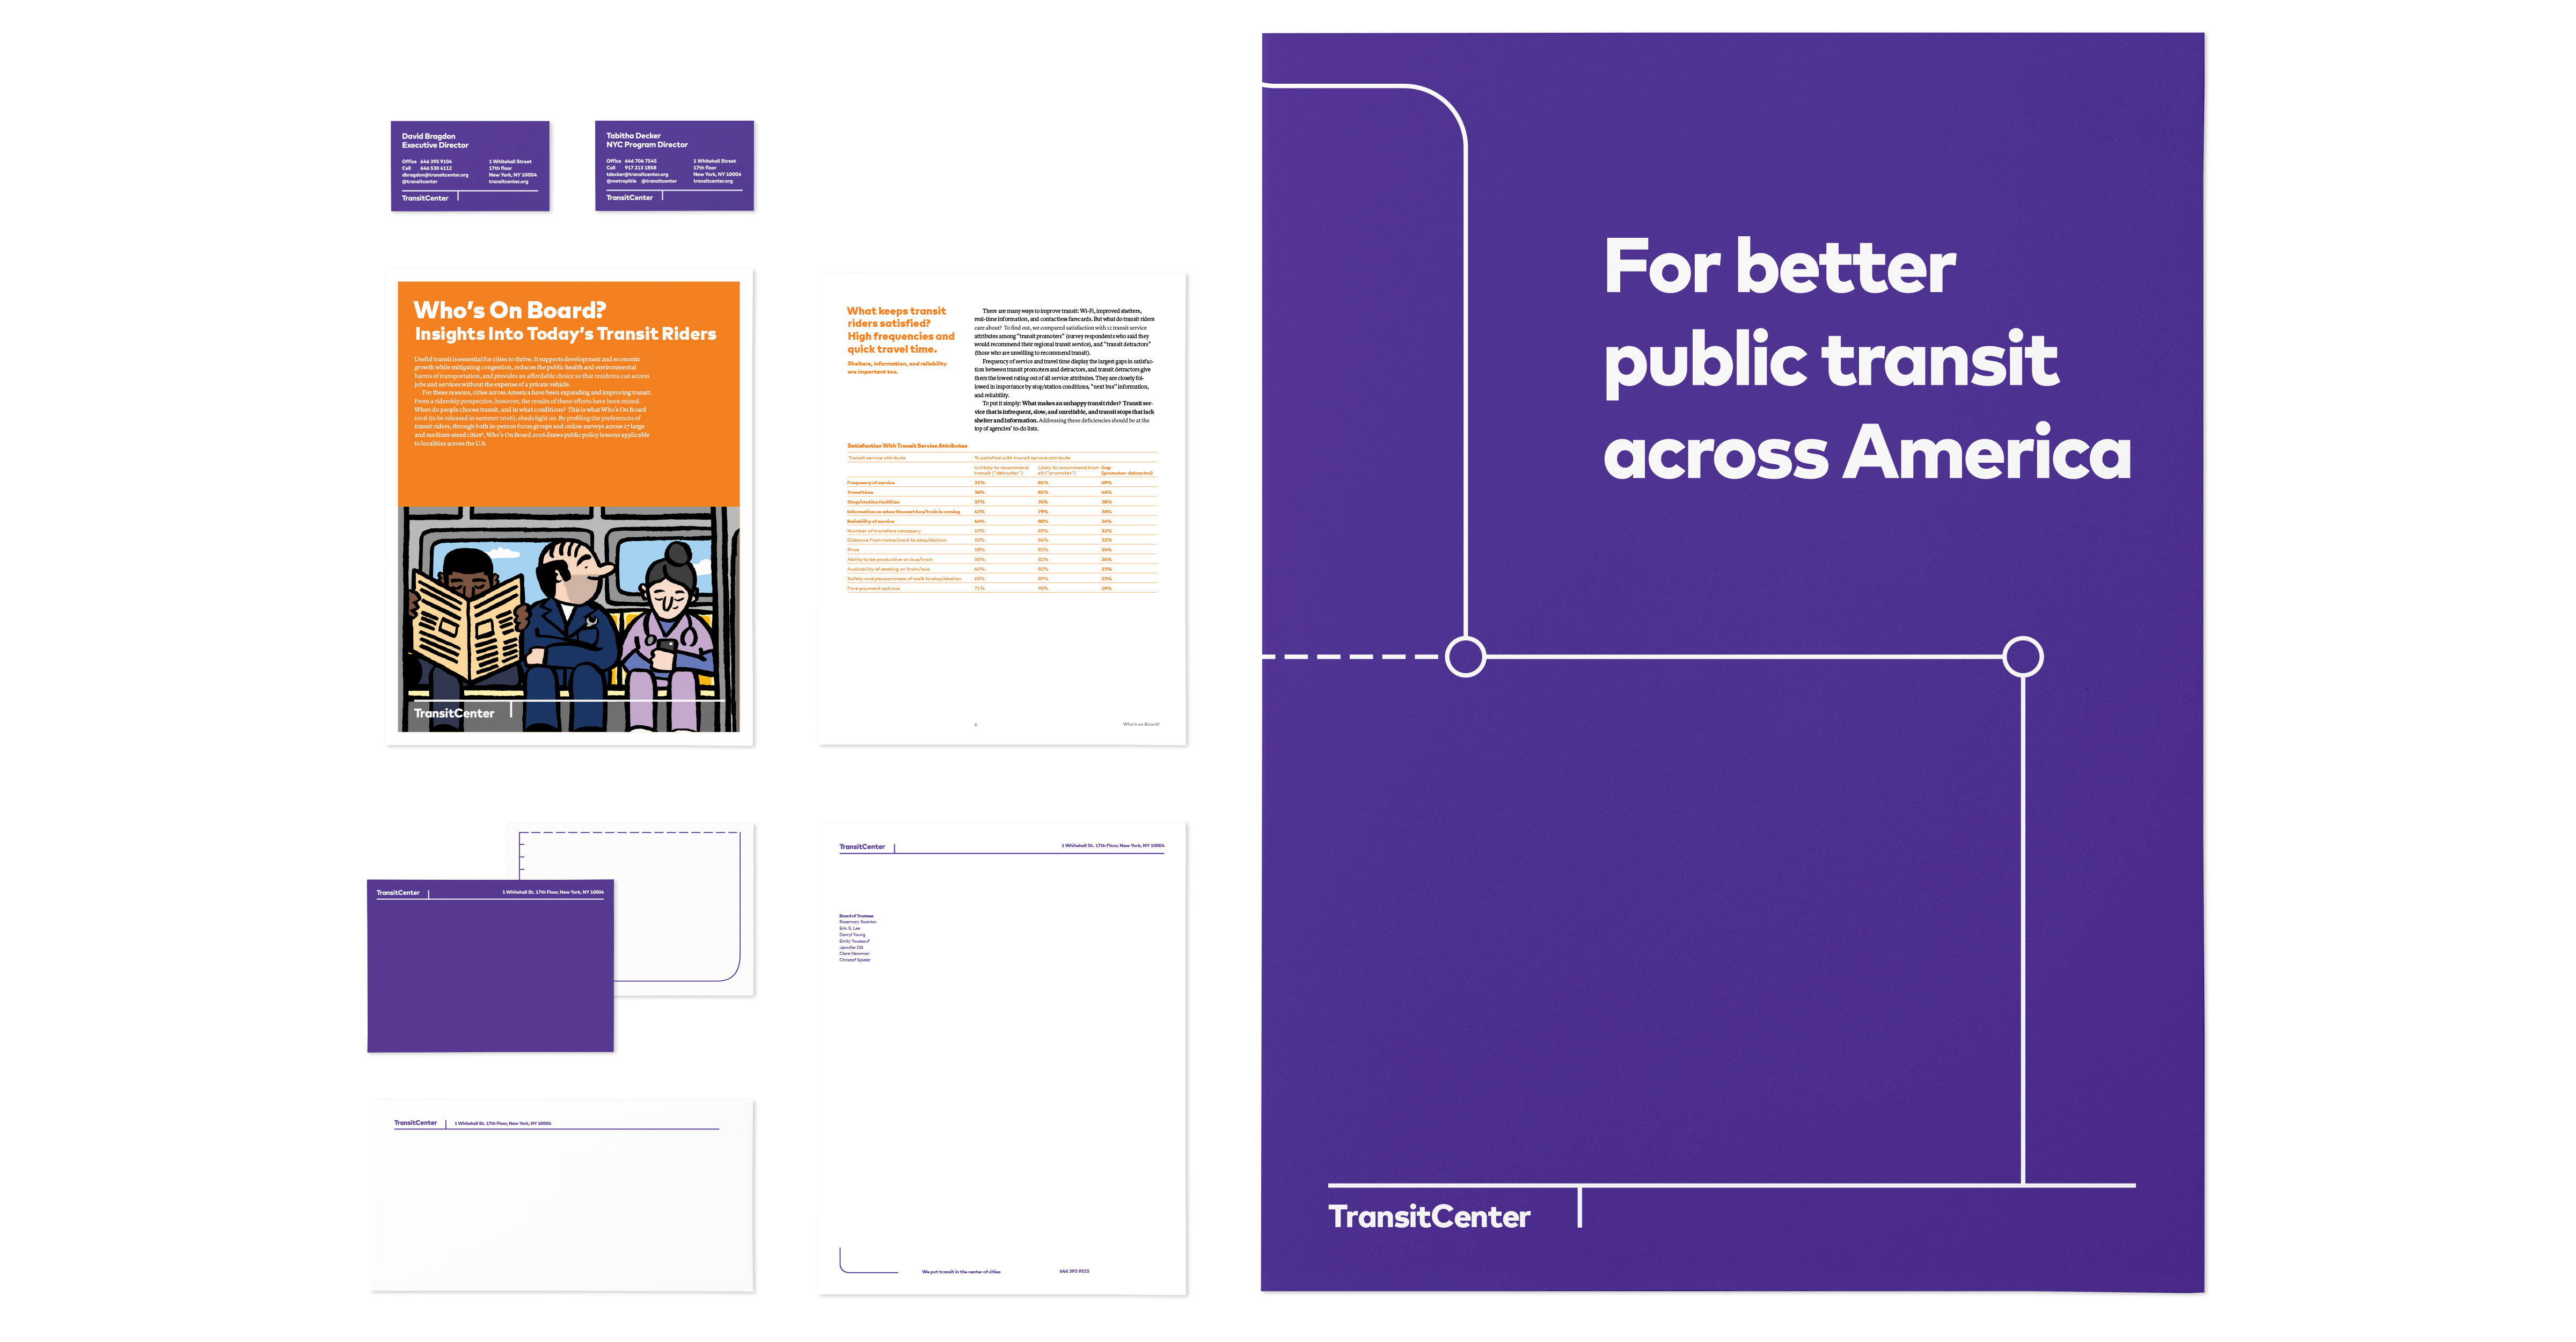 David Bragdon
Executive Director
Office 646 395 9104
Cell 646 530 4112
dbragdon@transitcenter.org
@transitcenter
1 Whitehall Street
17th floor
New York, NY 10004
transitcenter.org
TransitCenter
Tabitha Decker
NYC Program Director
Office 646 706 7545
Cell 917 213 1858
tdecker@transitcenter.org
@metrophile @transitcenter
1 Whitehall Street
17th floor
New York, NY 10004
transitcenter.org
TransitCenter
Who's On Board?
Insights Into Today's Transit Riders
Useful transit is essential for cities to thrive. It supports development and economic
growth while mitigating congestion, reduces the public health and environmental
harms of transportation, and provides an affordable choice so that residents can access
jobs and services without the expense of a private vehicle.
For these reasons, cities across America have been expanding and improving transit.
From a ridership perspective, however, the results of these efforts have been mixed.
When do people choose transit, and in what conditions? This is what Who's On Board
2016 (to be released in summer 2016), sheds light on. By profiling the preferences of
transit riders, through both in-person focus groups and online surveys across 17 large
and medium-sized cities¹, Who's On Board 2016 draws public policy lessons applicable
to localities across the U.S.
TransitCenter
What keeps transit
riders satisfied?
High frequencies and
quick travel time.
Shelters, information, and reliability
are important too.
There are many ways to improve transit: Wi-Fi, improved shelters,
real-time information, and contactless farecards. But what do transit riders
care about? To find out, we compared satisfaction with 12 transit service
attributes among "transit promoters" (survey respondents who said they
would recommend their regional transit service), and "transit detractors"
(those who are unwilling to recommend transit).
Frequency of service and travel time display the largest gaps in satisfac-
tion between transit promoters and detractors, and transit detractors give
them the lowest rating out of all service attributes. They are closely fol-
lowed in importance by stop/station conditions, "next bus" information,
and reliability.
To put it simply: What makes an unhappy transit rider? Transit ser-
vice that is infrequent, slow, and unreliable, and transit stops that lack
shelter and information. Addressing these deficiencies should be at the
top of agencies' to-do lists.
Satisfaction With Transit Service Attributes
Transit service attribute % satisfied with transit service attribute
Unlikely to recommend Likely to recommend tran- Gap
transit ("detractor") sit ("promoter") (promoter-detractor)
Frequency of service 32% 81% 49%
Travel time 36% 82% 46%
Stop/station facilities 37% 74% 38%
Information on when the next bus/train is coming 43% 79% 36%
Reliability of service 44% 80% 36%
Number of transfers necessary 53% 32%
Distance from home/work to stop/station 32%
Price 58%
Ability to be productive on bus/train 58% 82% 24%
Availability of seating on train/bus 60% 25%
Safety and pleasantness of wait to stop/station 25%
Fare payment options 71% 90% 19%
Who's on Board?
TransitCenter 1 Whitehall St. 17th Floor, New York, NY 10004
TransitCenter 1 Whitehall St. 17th Floor, New York, NY 10004
TransitCenter 1 Whitehall St. 17th Floor, New York, NY 10004
Board of Trustees
Rosemary Scanlon
Eric S. Lee
Darryl Young
Emily Youssouf
Jennifer Dill
Clare Newman
Christof Spieler
We put transit in the center of cities 646 395 9555
For better
public transit
across America
TransitCenter